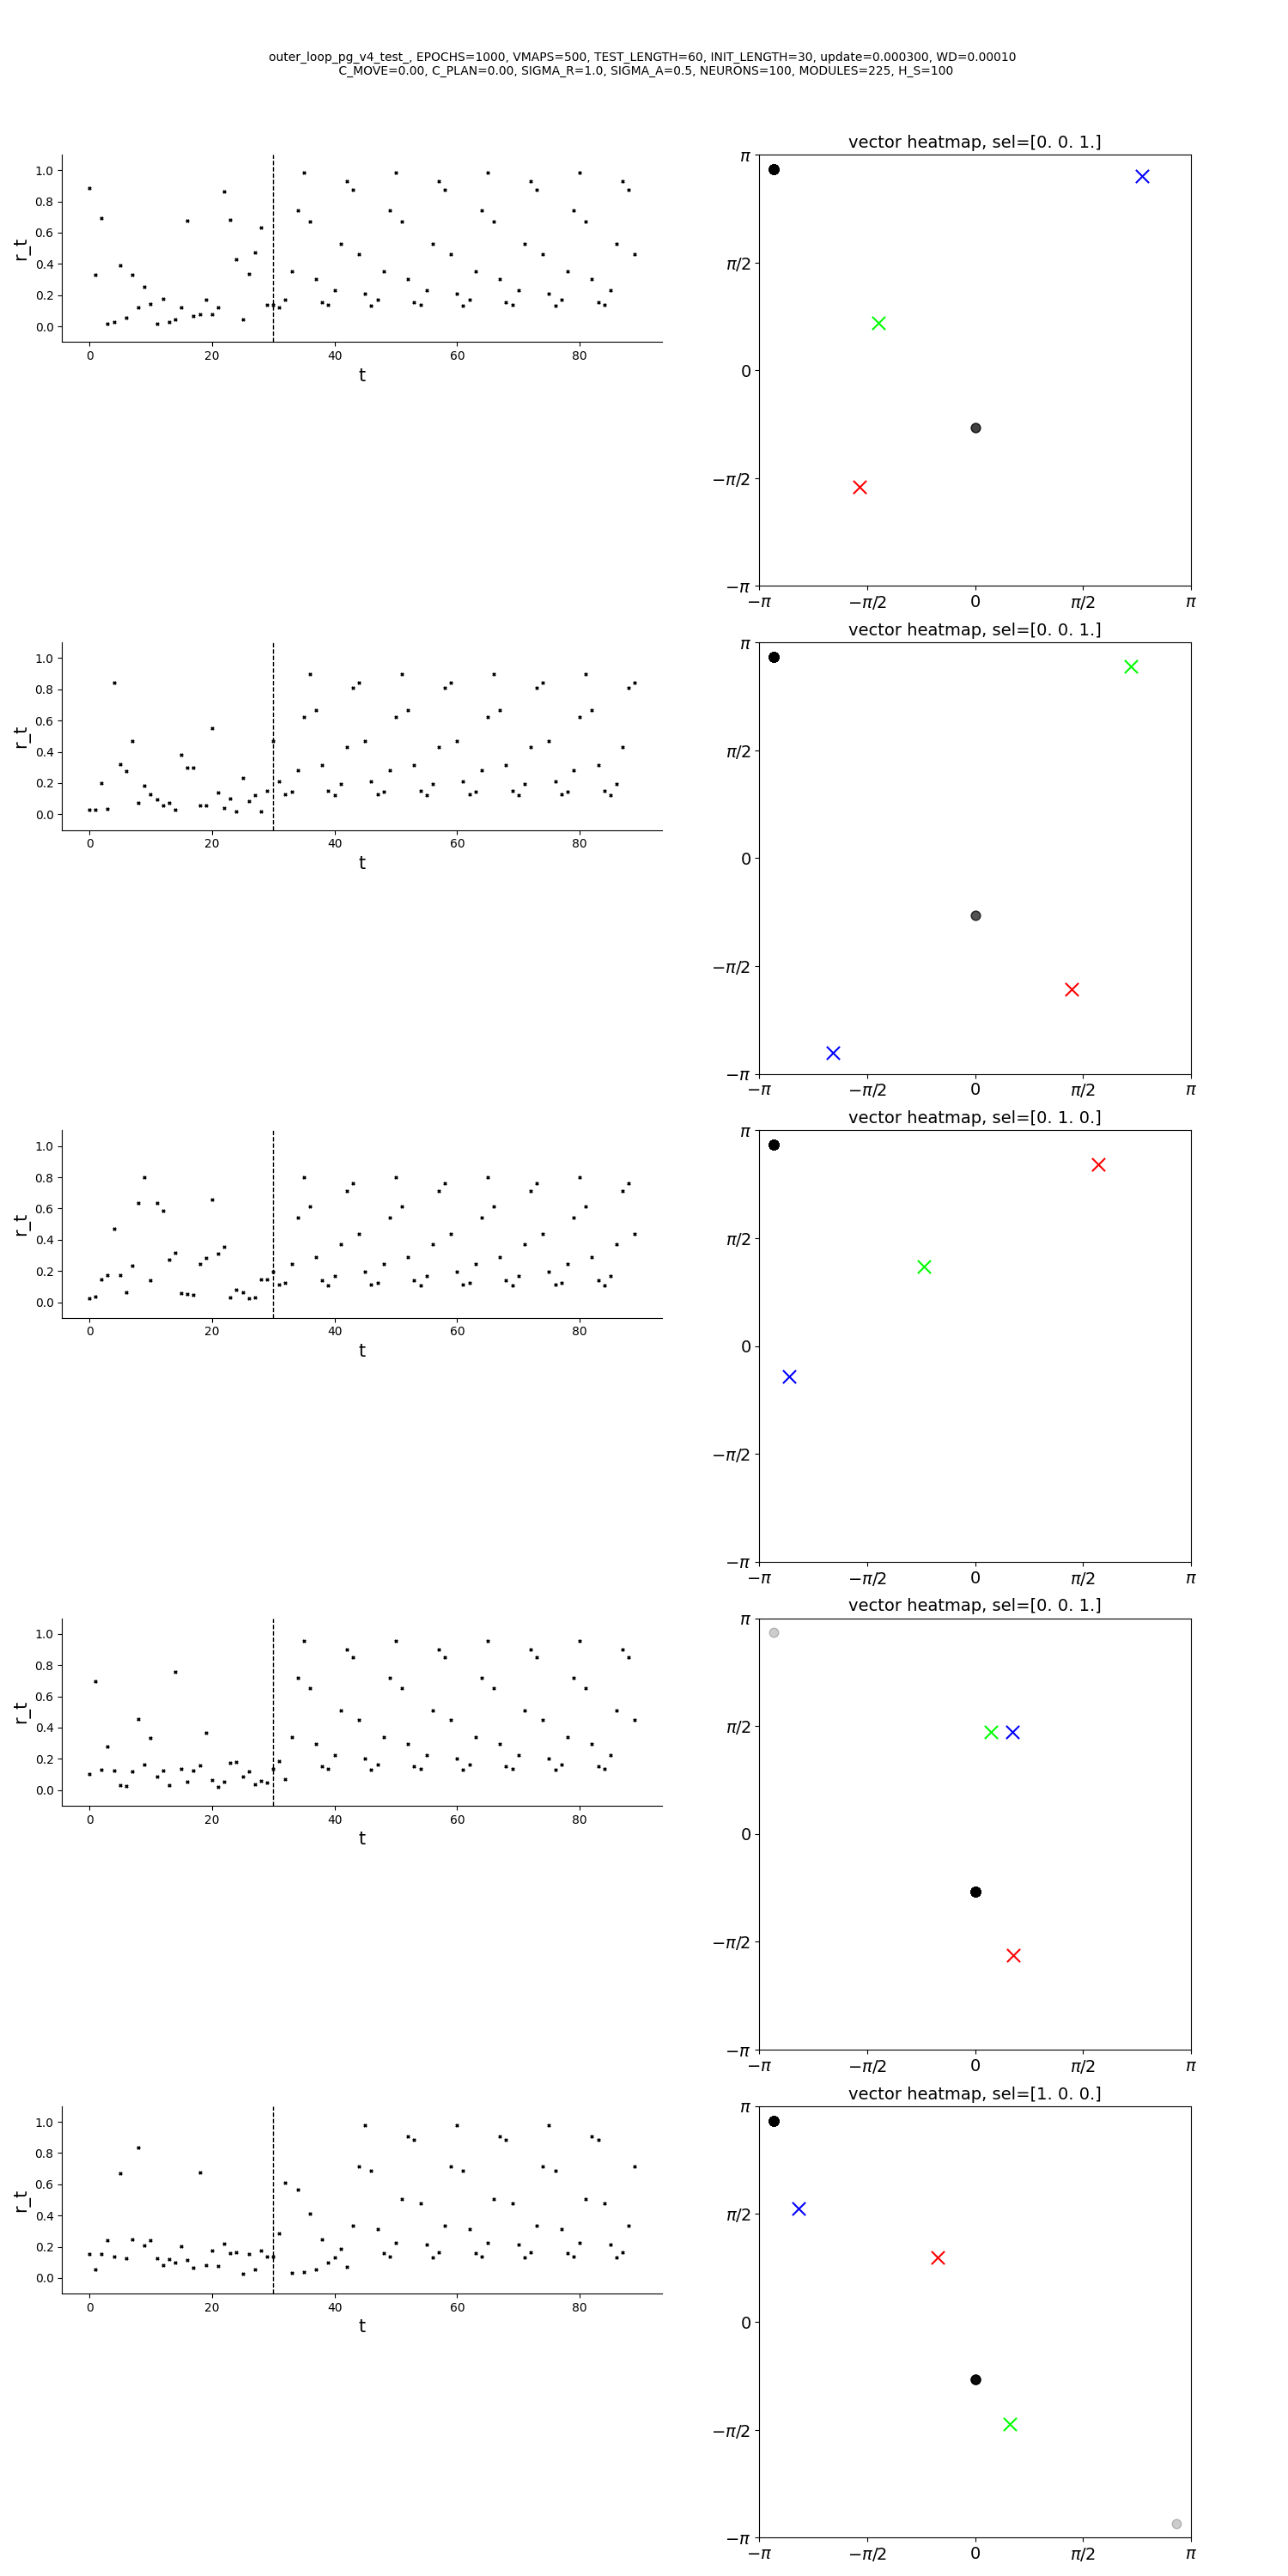 outer_loop_pg_v4_test_, EPOCHS=1000, VMAPS=500, TEST_LENGTH=60, INIT_LENGTH=30, update=0.000300, WD=0.00010
C_MOVE=0.00, C_PLAN=0.00, SIGMA_R=1.0, SIGMA_A=0.5, NEURONS=100, MODULES=225, H_S=100
vector heatmap, sel=[0. 0. 1.]
1.0
0.8
0.6
0.4
0.2
0.0
r_t
0 20 40 60 80
t
π
π/2
0
−π/2
−π
−π −π/2 0 π/2 π
vector heatmap, sel=[0. 0. 1.]
1.0
0.8
0.6
0.4
0.2
0.0
r_t
0 20 40 60 80
t
π
π/2
0
−π/2
−π
−π −π/2 0 π/2 π
vector heatmap, sel=[0. 1. 0.]
1.0
0.8
0.6
0.4
0.2
0.0
r_t
0 20 40 60 80
t
π
π/2
0
−π/2
−π
−π −π/2 0 π/2 π
vector heatmap, sel=[0. 0. 1.]
1.0
0.8
0.6
0.4
0.2
0.0
r_t
0 20 40 60 80
t
π
π/2
0
−π/2
−π
−π −π/2 0 π/2 π
vector heatmap, sel=[1. 0. 0.]
1.0
0.8
0.6
0.4
0.2
0.0
r_t
0 20 40 60 80
t
π
π/2
0
−π/2
−π
−π −π/2 0 π/2 π